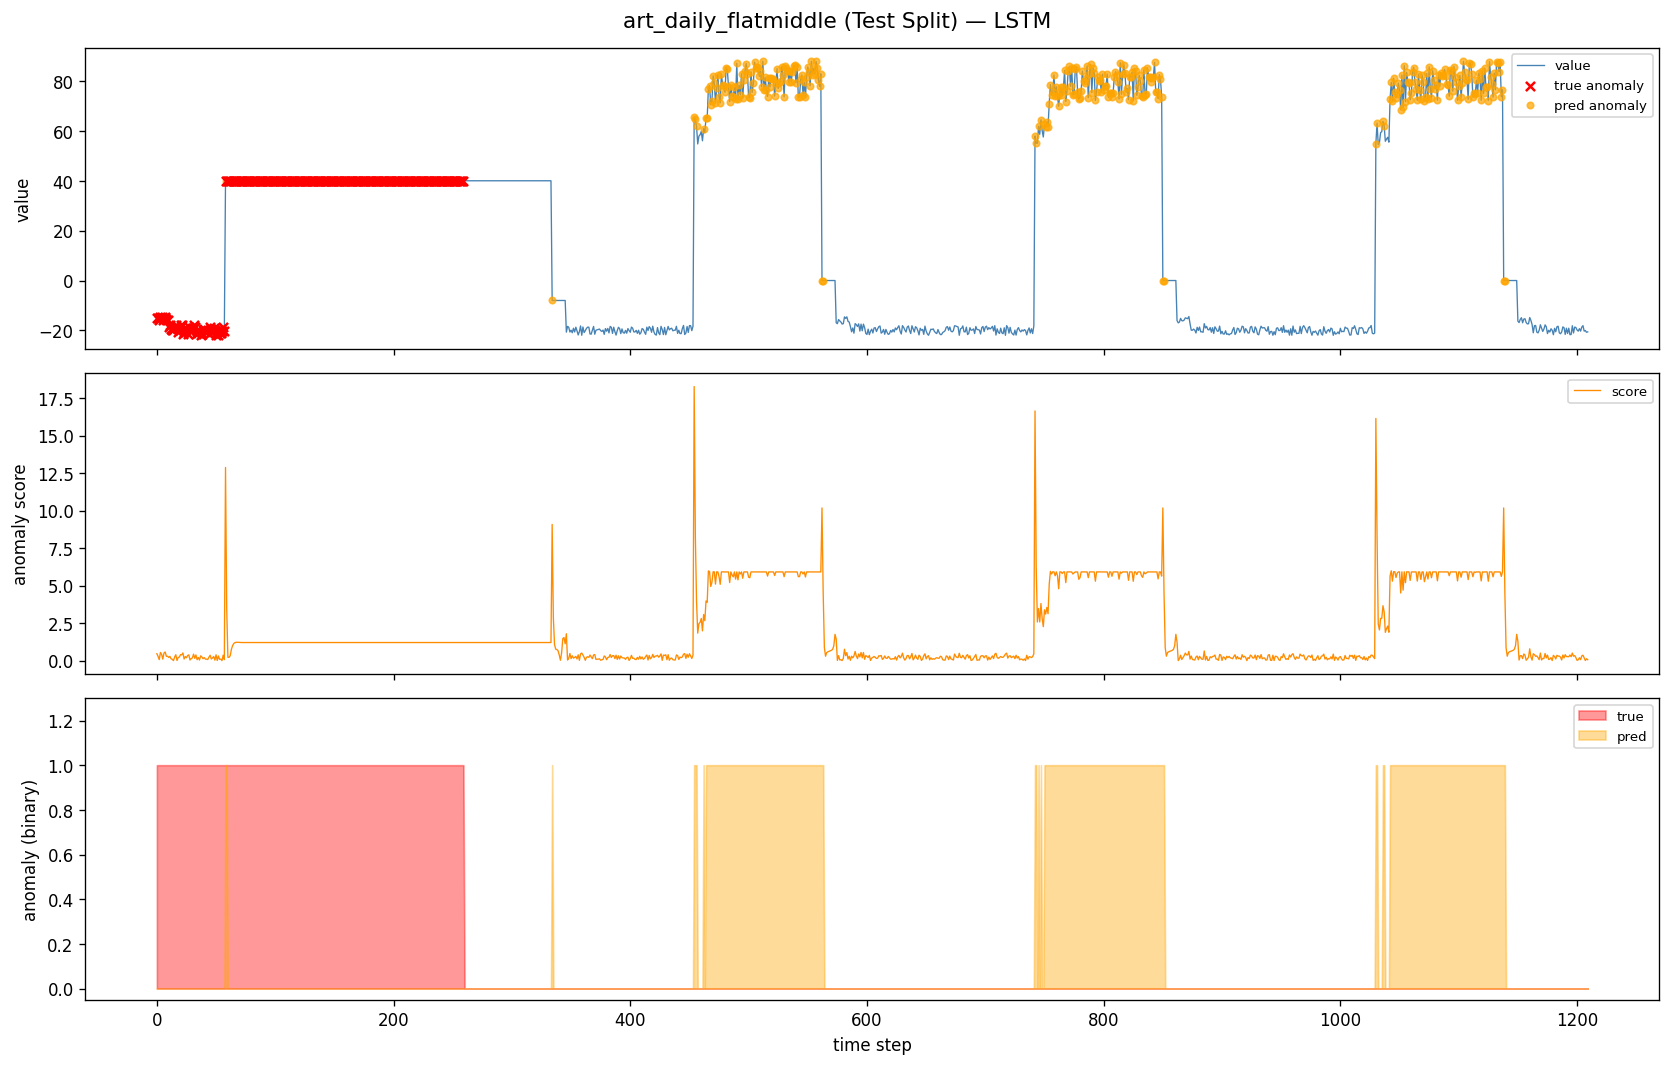 art_daily_flatmiddle (Test Split) — LSTM
value
80
60
40
20
0
−20
value
true anomaly
pred anomaly
anomaly score
17.5
15.0
12.5
10.0
7.5
5.0
2.5
0.0
score
anomaly (binary)
1.2
1.0
0.8
0.6
0.4
0.2
0.0
true
pred
0 200 400 600 800 1000 1200
time step